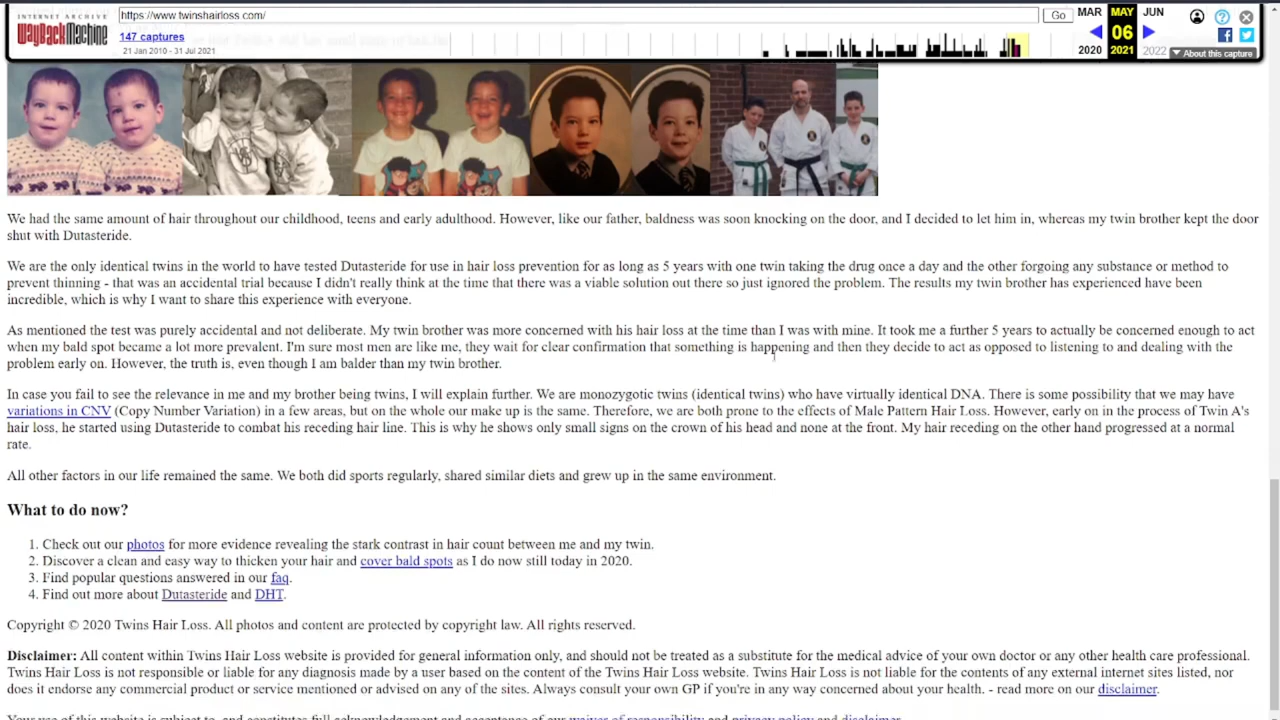 INTERNET ARCHIVE
WayBackMachine
https://www.twinshairloss.com/
Go
147 captures
21 Jan 2010 - 31 Jul 2021
MAR MAY JUN
06
2020 2021 2022
About this capture
We had the same amount of hair throughout our childhood, teens and early adulthood. However, like our father, baldness was soon knocking on the door, and I decided to let him in, whereas my twin brother kept the door
shut with Dutasteride.
We are the only identical twins in the world to have tested Dutasteride for use in hair loss prevention for as long as 5 years with one twin taking the drug once a day and the other forgoing any substance or method to
prevent thinning - that was an accidental trial because I didn't really think at the time that there was a viable solution out there so just ignored the problem. The results my twin brother has experienced have been
incredible, which is why I want to share this experience with everyone.
As mentioned the test was purely accidental and not deliberate. My twin brother was more concerned with his hair loss at the time than I was with mine. It took me a further 5 years to actually be concerned enough to act
when my bald spot became a lot more prevalent. I'm sure most men are like me, they wait for clear confirmation that something is happening and then they decide to act as opposed to listening to and dealing with the
problem early on. However, the truth is, even though I am balder than my twin brother.
In case you fail to see the relevance in me and my brother being twins, I will explain further. We are monozygotic twins (identical twins) who have virtually identical DNA. There is some possibility that we may have
variations in CNV (Copy Number Variation) in a few areas, but on the whole our make up is the same. Therefore, we are both prone to the effects of Male Pattern Hair Loss. However, early on in the process of Twin A's
hair loss, he started using Dutasteride to combat his receding hair line. This is why he shows only small signs on the crown of his head and none at the front. My hair receding on the other hand progressed at a normal
rate.
All other factors in our life remained the same. We both did sports regularly, shared similar diets and grew up in the same environment.
What to do now?
1. Check out our photos for more evidence revealing the stark contrast in hair count between me and my twin.
2. Discover a clean and easy way to thicken your hair and cover bald spots as I do now still today in 2020.
3. Find popular questions answered in our faq.
4. Find out more about Dutasteride and DHT.
Copyright © 2020 Twins Hair Loss. All photos and content are protected by copyright law. All rights reserved.
Disclaimer: All content within Twins Hair Loss website is provided for general information only, and should not be treated as a substitute for the medical advice of your own doctor or any other health care professional.
Twins Hair Loss is not responsible or liable for any diagnosis made by a user based on the content of the Twins Hair Loss website. Twins Hair Loss is not liable for the contents of any external internet sites listed, nor
does it endorse any commercial product or service mentioned or advised on any of the sites. Always consult your own GP if you're in any way concerned about your health. - read more on our disclaimer.
Your use of this website is subject to, and constitutes full acknowledgement and acceptance of our waiver of responsibility and privacy policy and disclaimer.